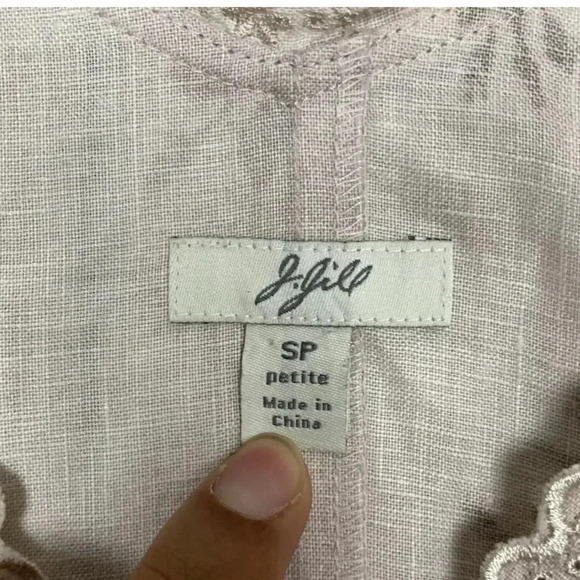 J.Jill
SP
petite
Made in
China